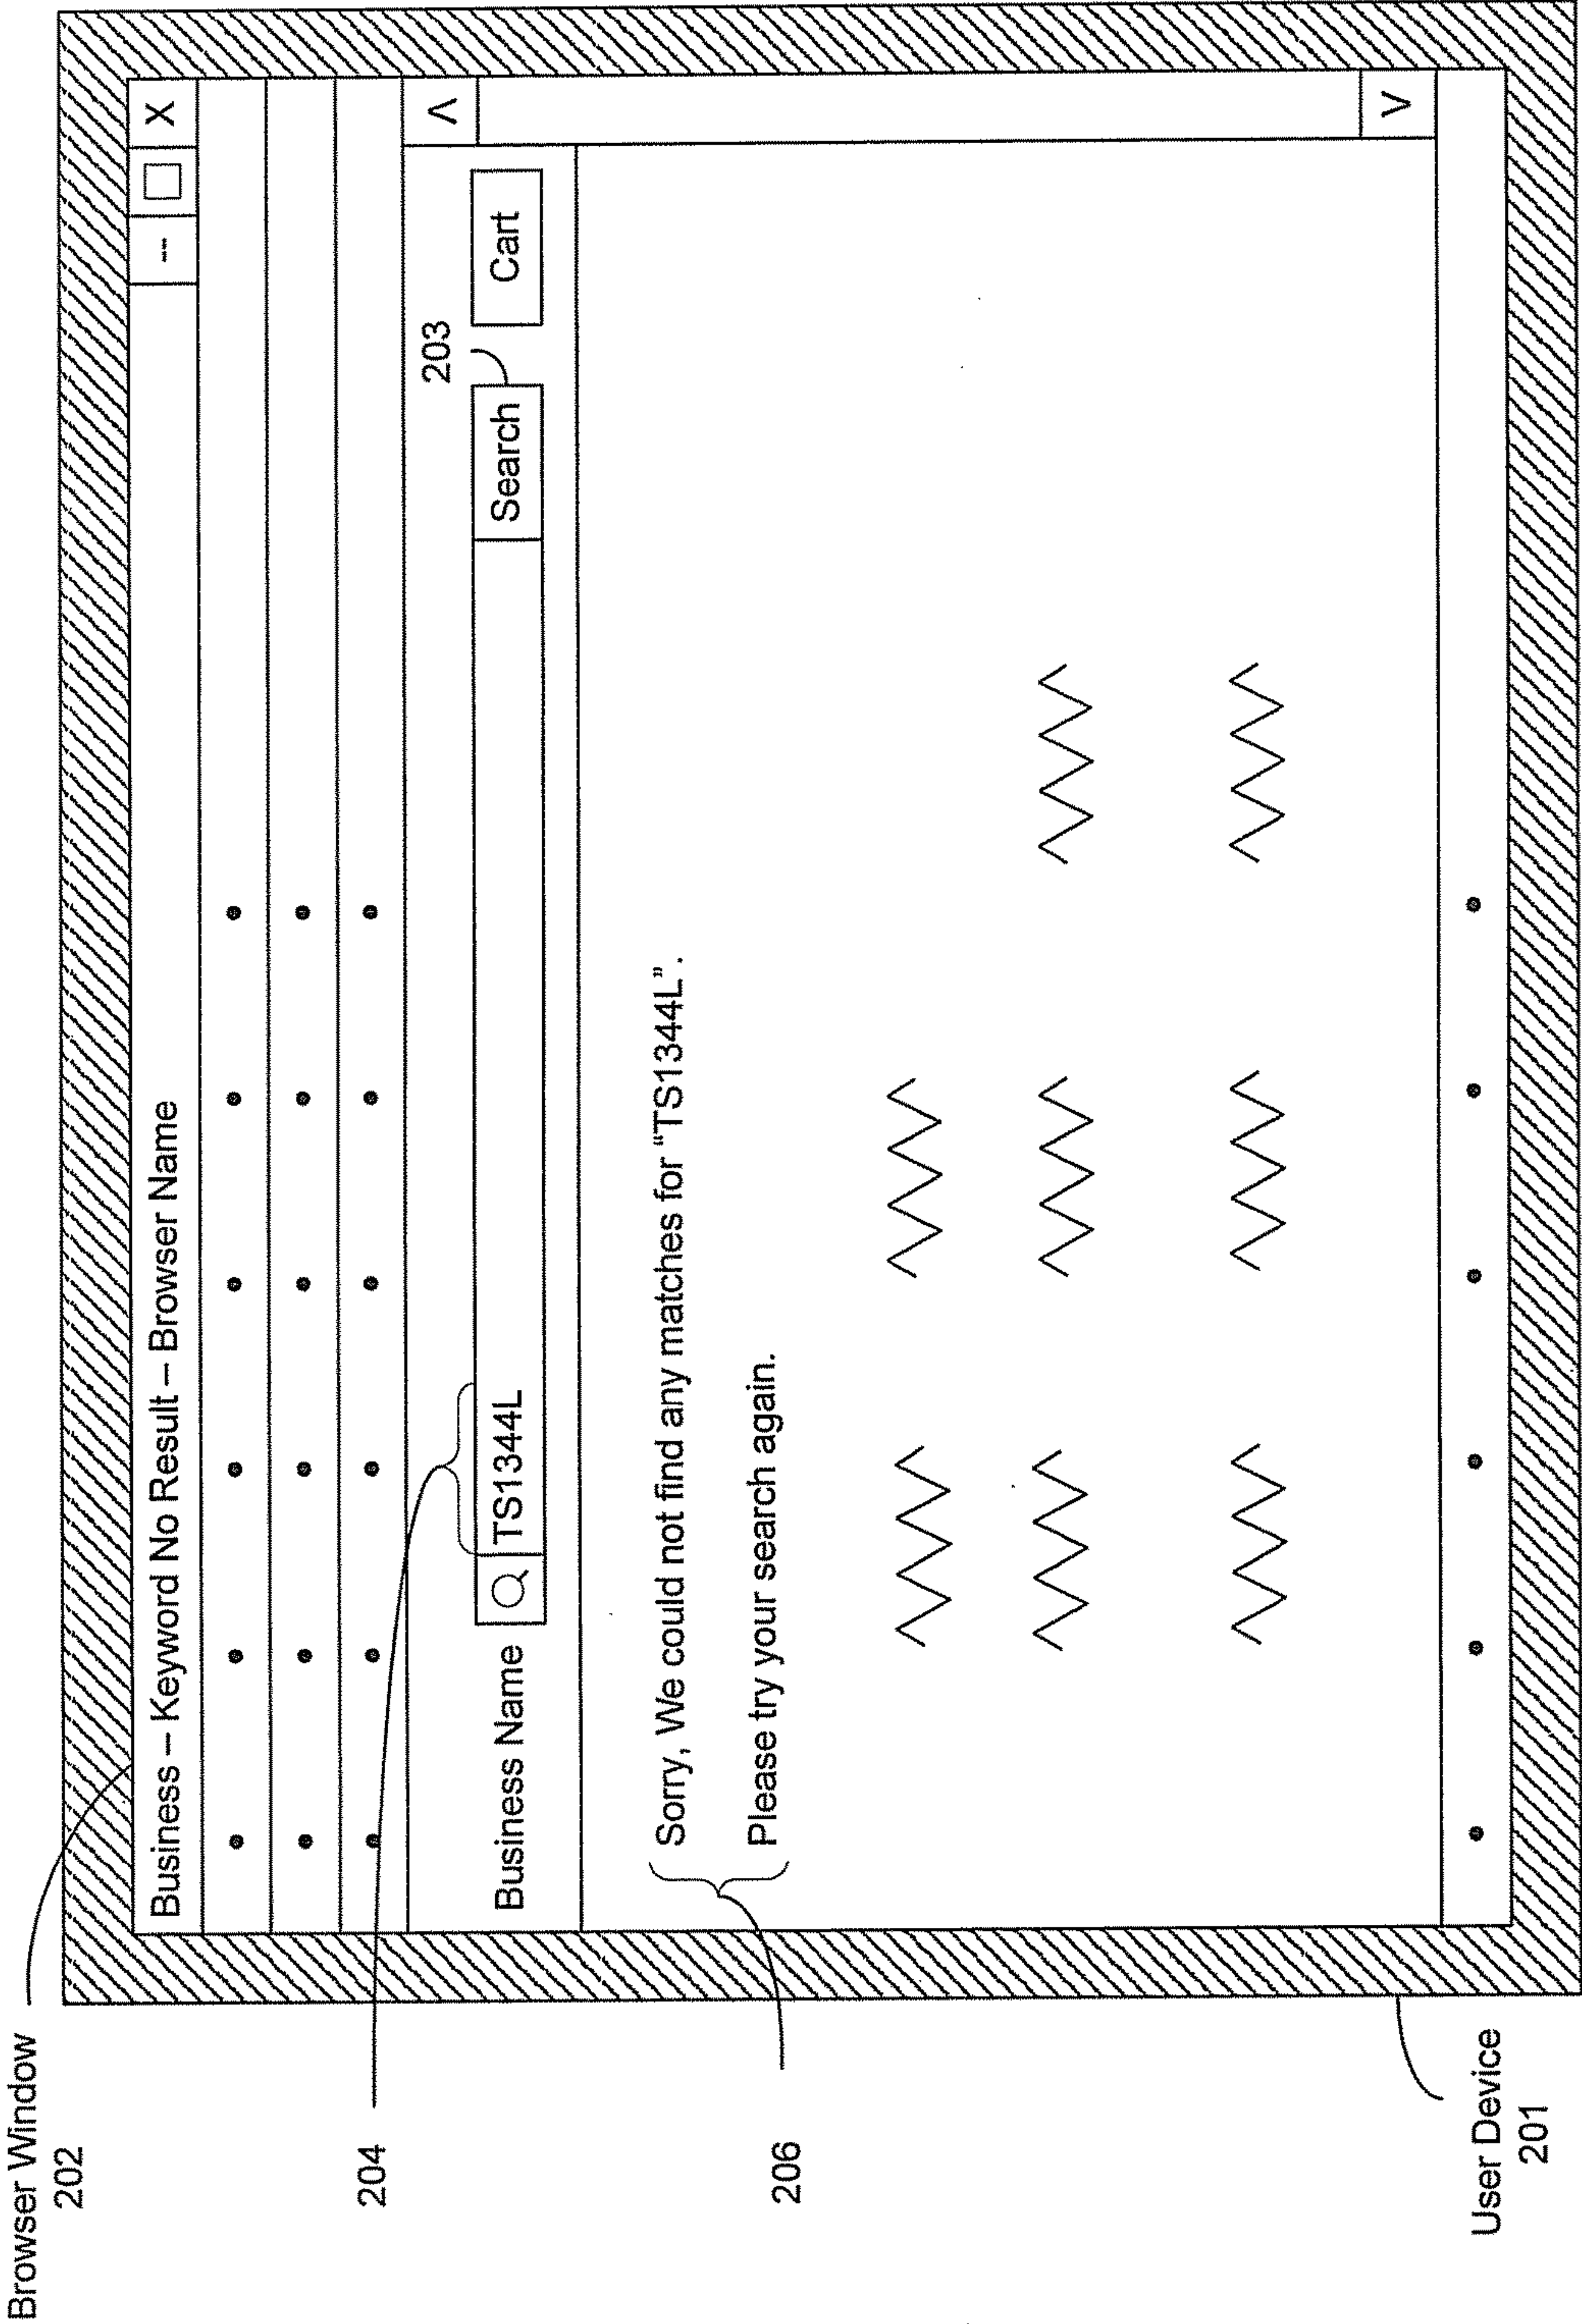 Browser Window
202
Business – Keyword No Result – Browser Name
-- □ X
204
203
Business Name
TS1344L
Search
Cart
<
206
Sorry, We could not find any matches for “TS1344L”.
Please try your search again.
>
User Device
201